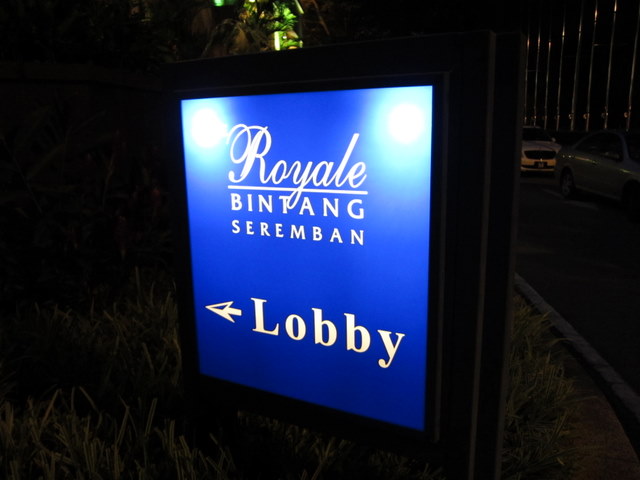 Royale
BINTANG
SEREMBAN
Lobby